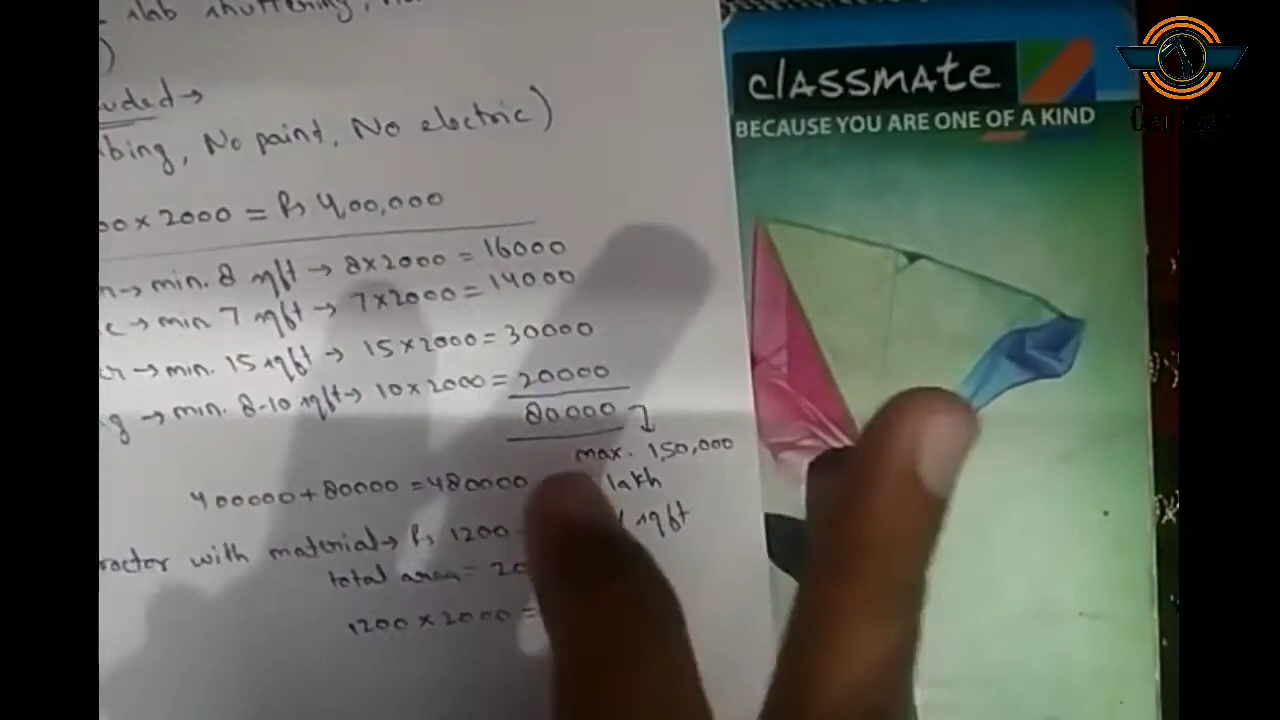 slab shuttering,
)
uded →
bing, No paint, No electric)
00 x 2000 = Rs 400,000
→ min. 8 sqft → 8 x 2000 = 16000
c → min 7 sqft → 7 x 2000 = 14000
→ min. 15 sqft → 15 x 2000 = 30000
g → min. 8-10 sqft → 10 x 2000 = 20000
80000
max. 1,50,000
400000 + 80000 = 480000 lakh
ractor with material → Rs 1200 sqft
total area = 20
1200 x 2000 =
classmate
BECAUSE YOU ARE ONE OF A KIND